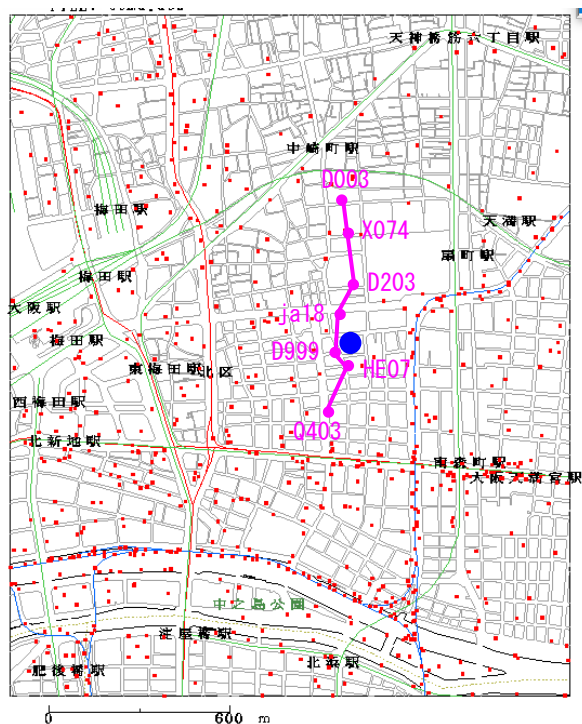 天神橋筋六丁目駅
中崎町駅
D003
梅田駅
天満駅
X074
扇町駅
梅田駅
D203
大阪駅
ja18
梅田駅
D999
東梅田駅
北区
HE07
西梅田駅
Q403
北新地駅
南森町駅
大阪天満宮駅
中之島公園
淀屋橋駅
北浜駅
肥後橋駅
0 600 m